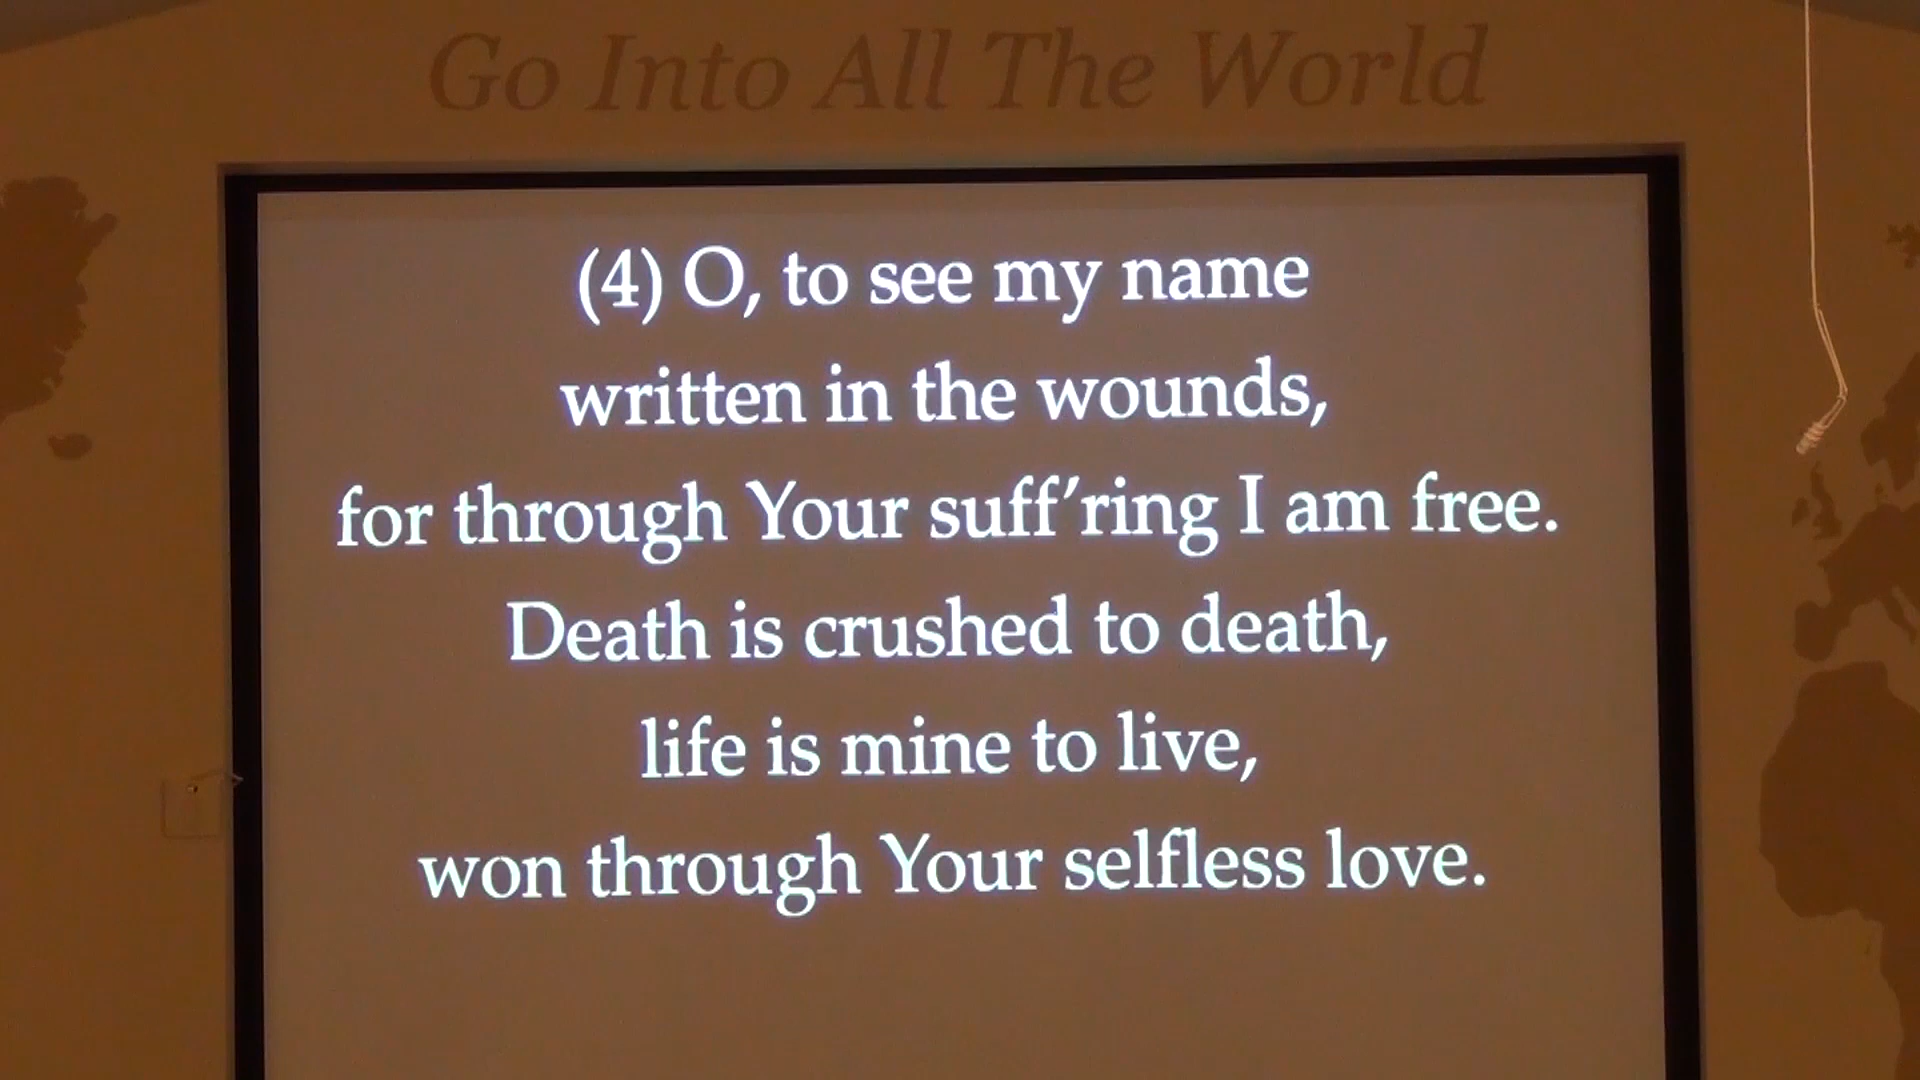 Go Into All The World
(4) O, to see my name
written in the wounds,
for through Your suff’ring I am free.
Death is crushed to death,
life is mine to live,
won through Your selfless love.